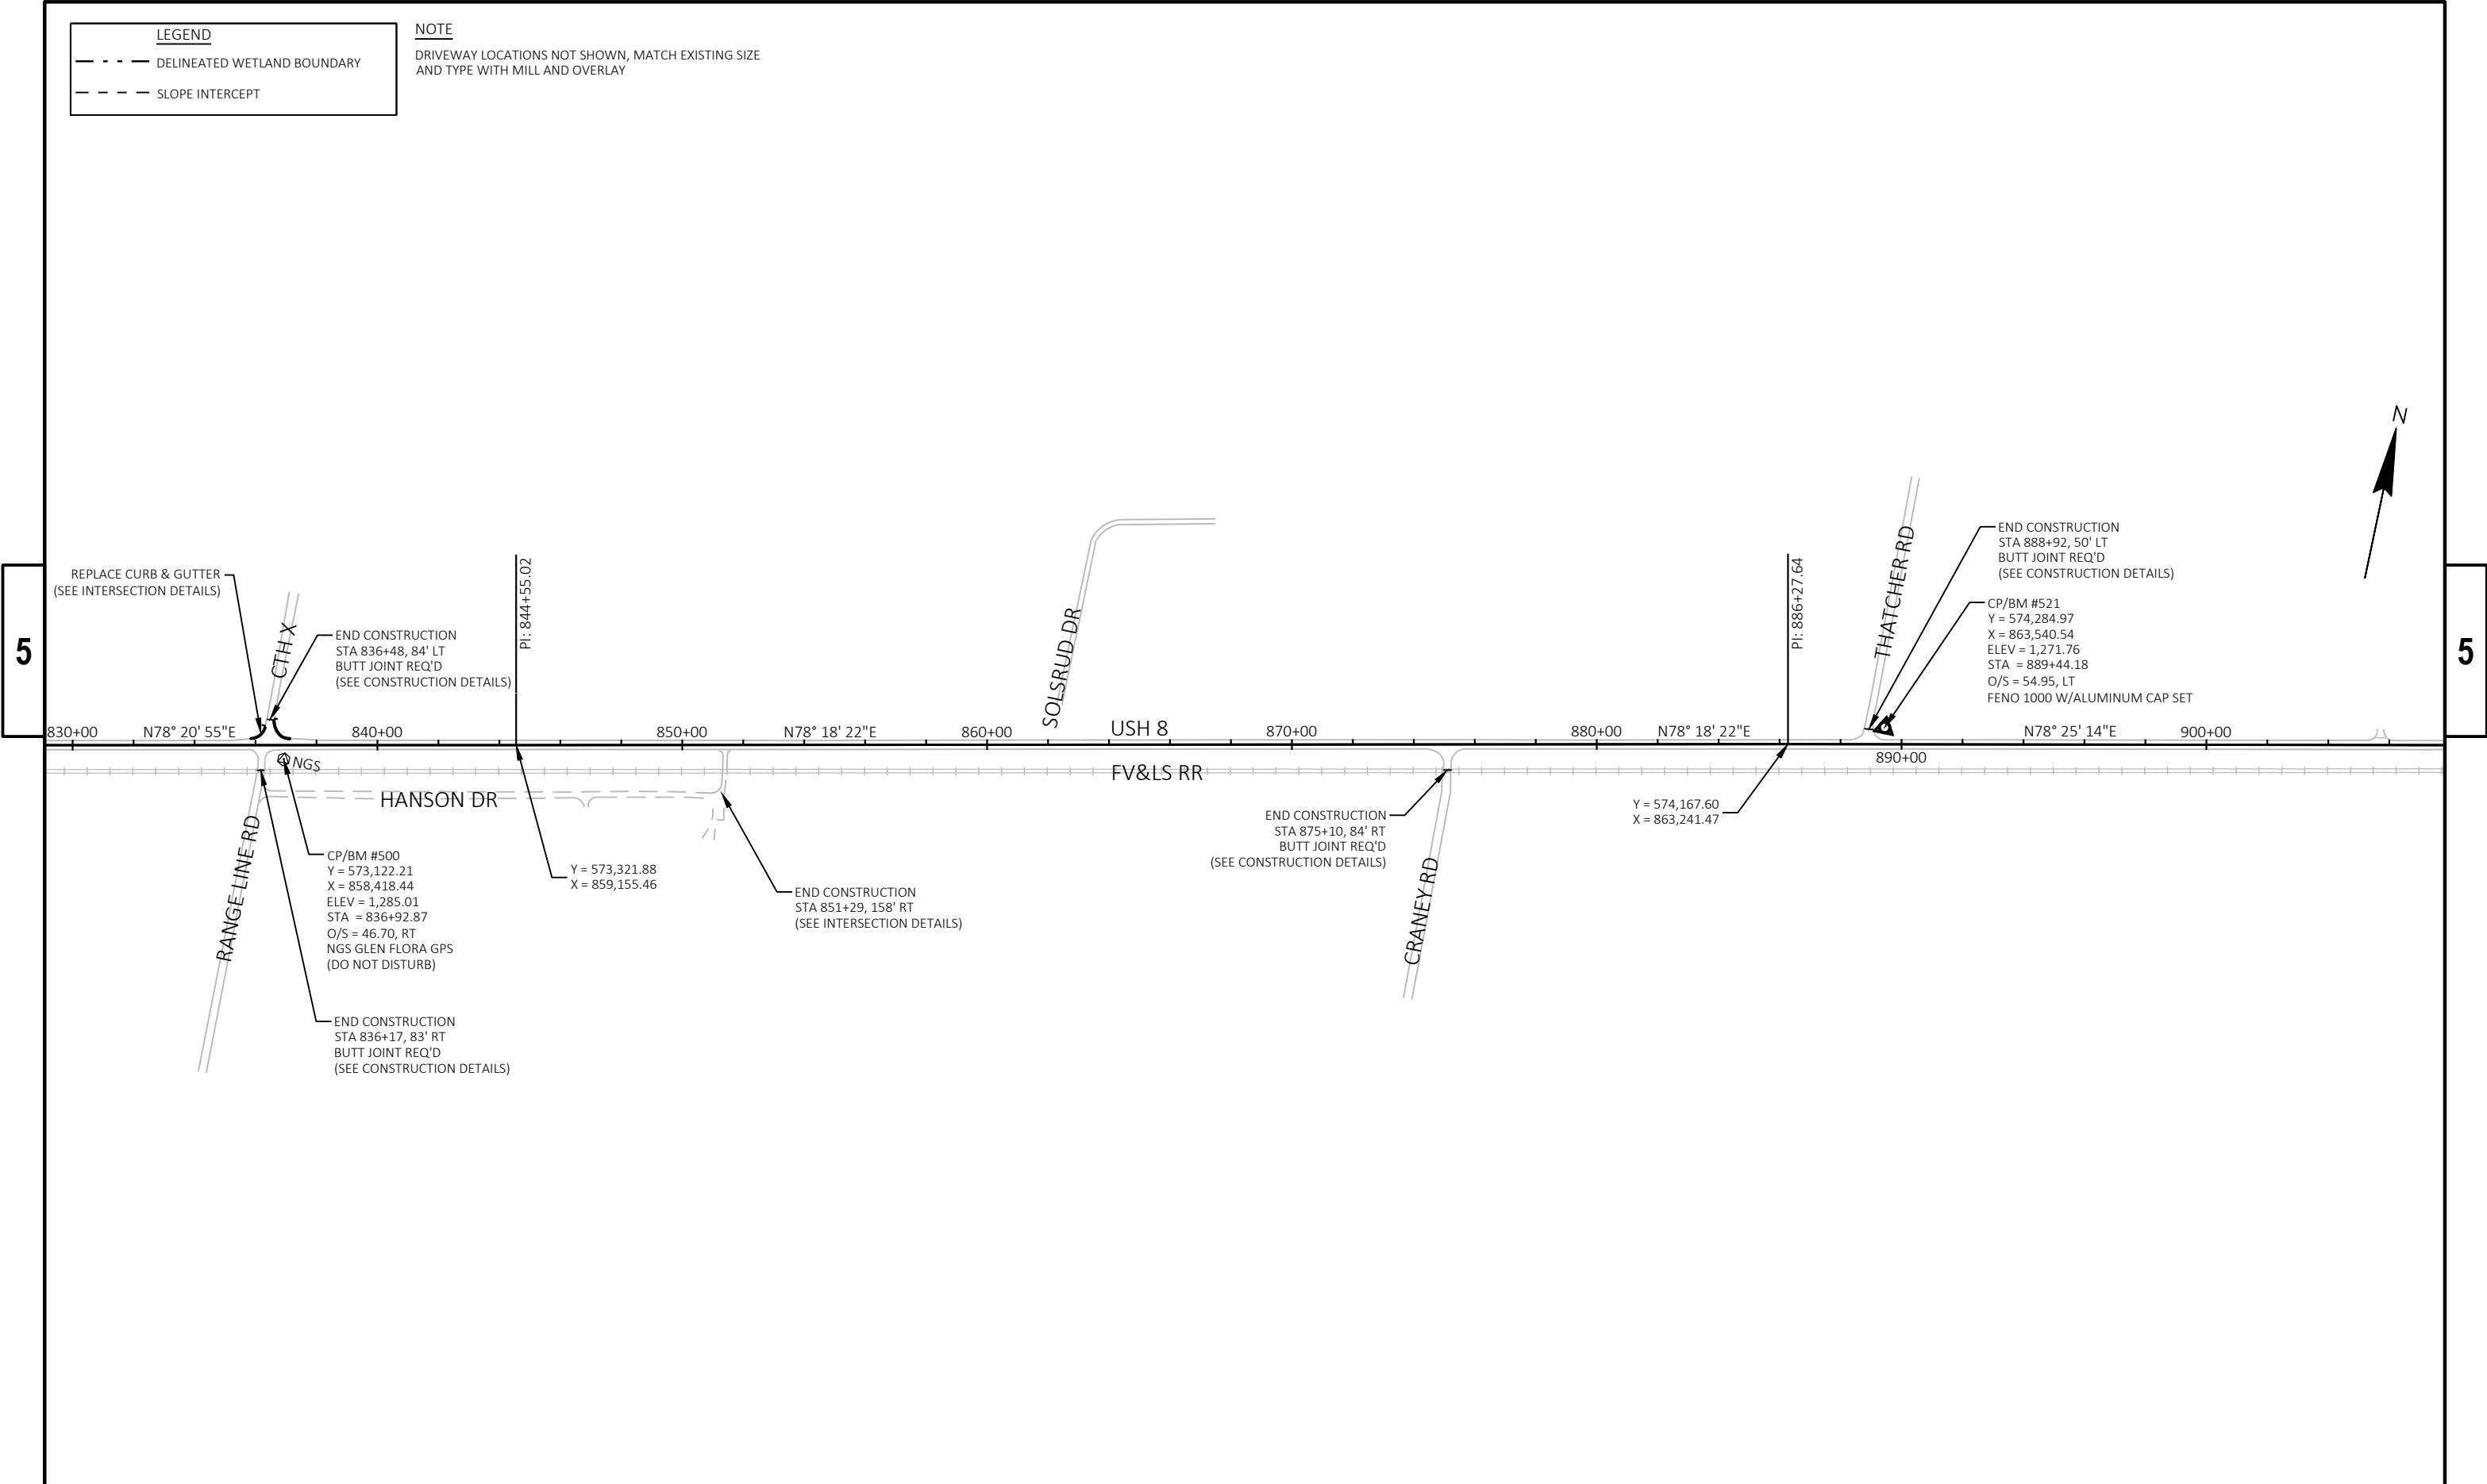 LEGEND
DELINEATED WETLAND BOUNDARY
SLOPE INTERCEPT
NOTE
DRIVEWAY LOCATIONS NOT SHOWN, MATCH EXISTING SIZE
AND TYPE WITH MILL AND OVERLAY
N
5
5
REPLACE CURB & GUTTER
(SEE INTERSECTION DETAILS)
CTH X
END CONSTRUCTION
STA 836+48, 84' LT
BUTT JOINT REQ'D
(SEE CONSTRUCTION DETAILS)
PI: 844+55.02
SOLSRUD DR
PI: 886+27.64
THATCHER RD
END CONSTRUCTION
STA 888+92, 50' LT
BUTT JOINT REQ'D
(SEE CONSTRUCTION DETAILS)
CP/BM #521
Y = 574,284.97
X = 863,540.54
ELEV = 1,271.76
STA = 889+44.18
O/S = 54.95, LT
FENO 1000 W/ALUMINUM CAP SET
830+00
N78° 20' 55"E
840+00
850+00
N78° 18' 22"E
860+00
USH 8
870+00
880+00
N78° 18' 22"E
890+00
N78° 25' 14"E
900+00
NGS
FV&LS RR
HANSON DR
RANGE LINE RD
CP/BM #500
Y = 573,122.21
X = 858,418.44
ELEV = 1,285.01
STA = 836+92.87
O/S = 46.70, RT
NGS GLEN FLORA GPS
(DO NOT DISTURB)
Y = 573,321.88
X = 859,155.46
END CONSTRUCTION
STA 851+29, 158' RT
(SEE INTERSECTION DETAILS)
END CONSTRUCTION
STA 875+10, 84' RT
BUTT JOINT REQ'D
(SEE CONSTRUCTION DETAILS)
CRANEY RD
Y = 574,167.60
X = 863,241.47
END CONSTRUCTION
STA 836+17, 83' RT
BUTT JOINT REQ'D
(SEE CONSTRUCTION DETAILS)